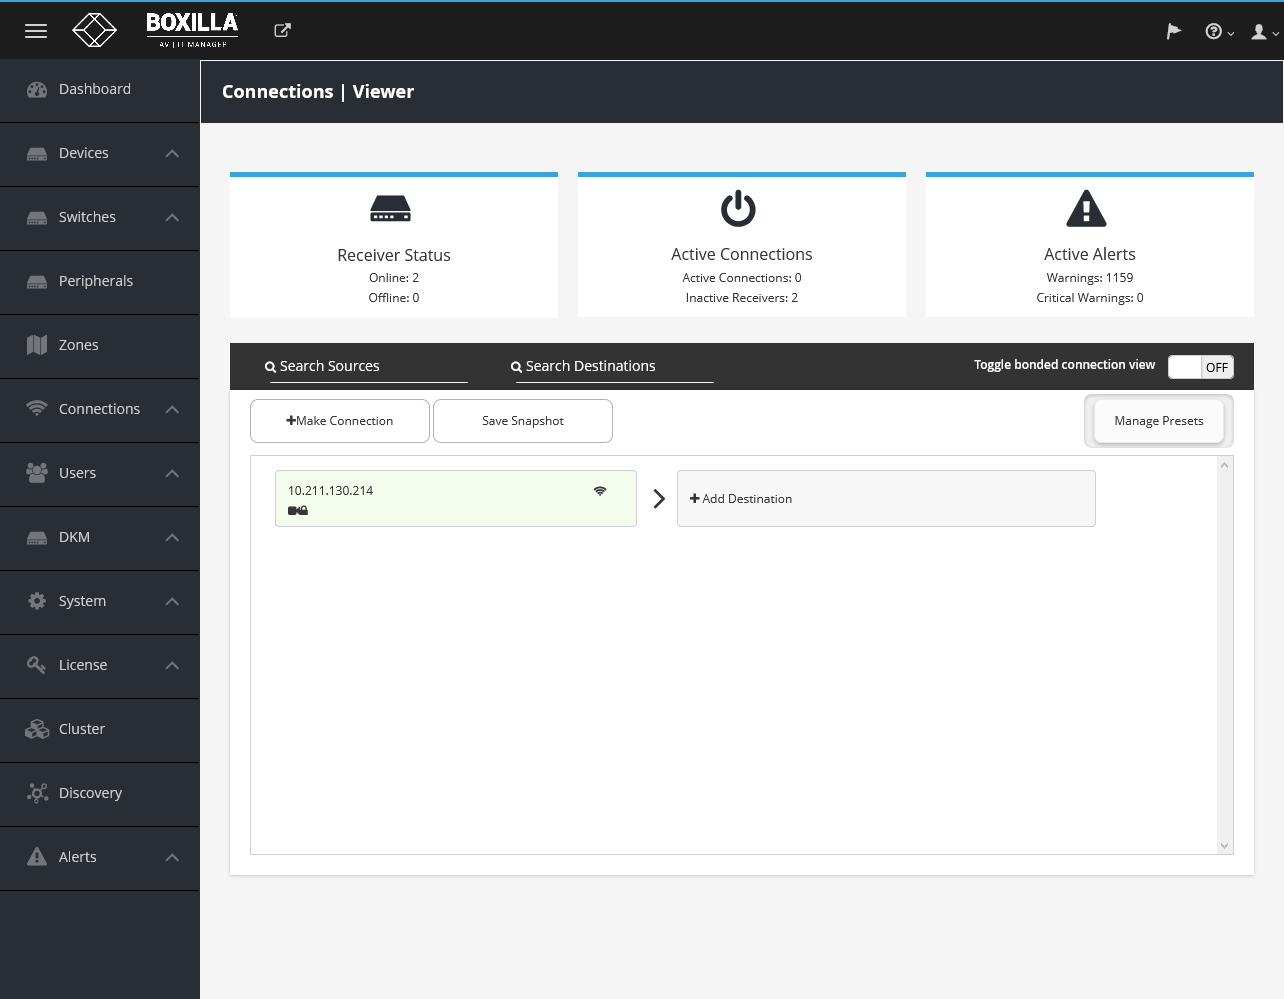 BOXILLA
AV | IT MANAGER
Dashboard
Devices
Switches
Peripherals
Zones
Connections
Users
DKM
System
License
Cluster
Discovery
Alerts
Connections | Viewer
Receiver Status
Online: 2
Offline: 0
Active Connections
Active Connections: 0
Inactive Receivers: 2
Active Alerts
Warnings: 1159
Critical Warnings: 0
Search Sources
Search Destinations
Toggle bonded connection view
OFF
Make Connection
Save Snapshot
Manage Presets
10.211.130.214
Add Destination